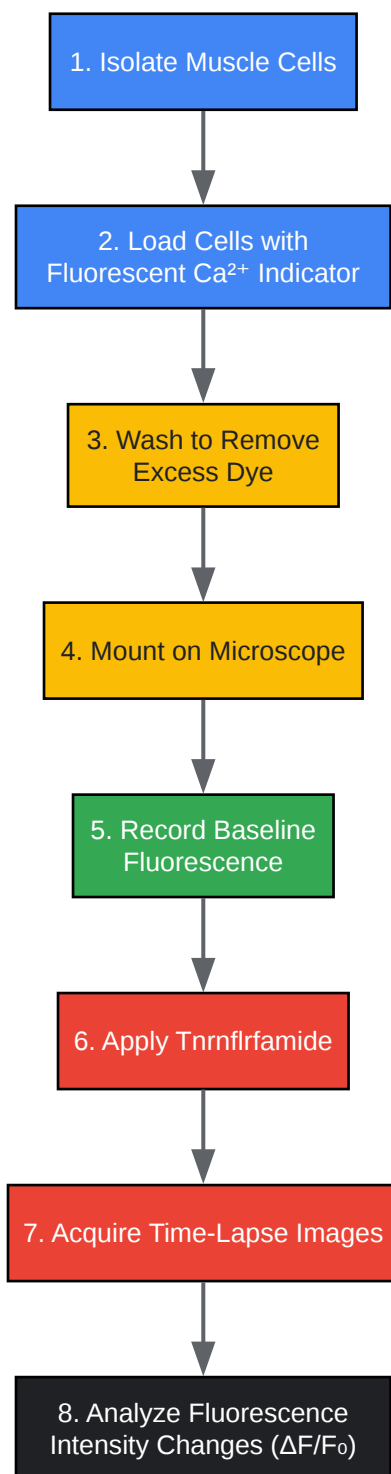 1. Isolate Muscle Cells
2. Load Cells with
Fluorescent Ca²⁺ Indicator
3. Wash to Remove
Excess Dye
4. Mount on Microscope
5. Record Baseline
Fluorescence
6. Apply Tnrnflrfamide
7. Acquire Time-Lapse Images
8. Analyze Fluorescence
Intensity Changes (ΔF/F₀)